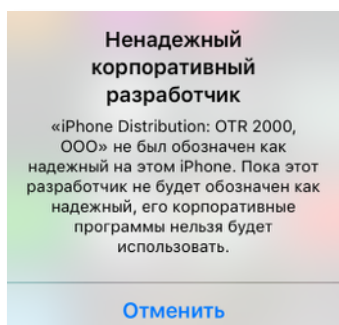 Ненадежный
корпоративный
разработчик
«iPhone Distribution: OTR 2000,
ООО» не был обозначен как
надежный на этом iPhone. Пока этот
разработчик не будет обозначен как
надежный, его корпоративные
программы нельзя будет
использовать.
Отменить